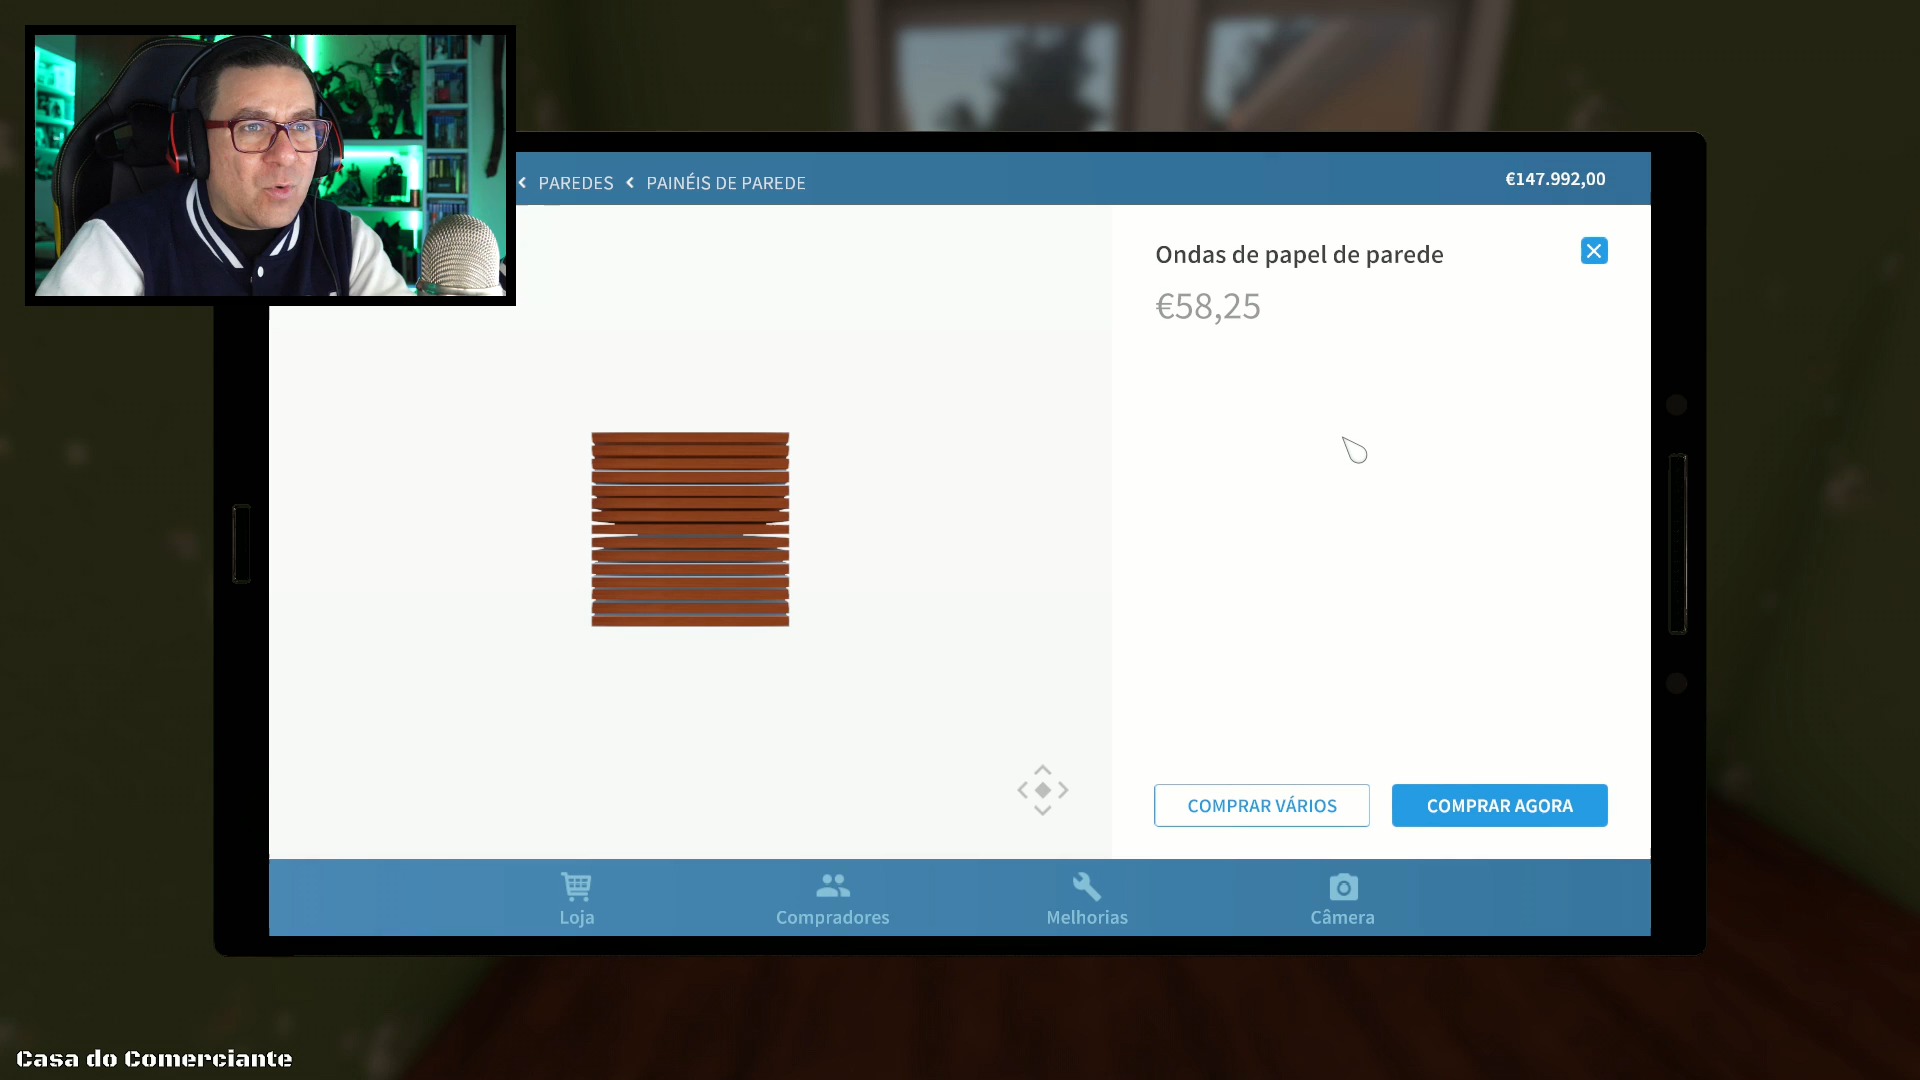 PAREDES
PAINÉIS DE PAREDE
€147.992,00
Ondas de papel de parede
€58,25
COMPRAR VÁRIOS
COMPRAR AGORA
Loja
Compradores
Melhorias
Câmera
Casa do Comerciante